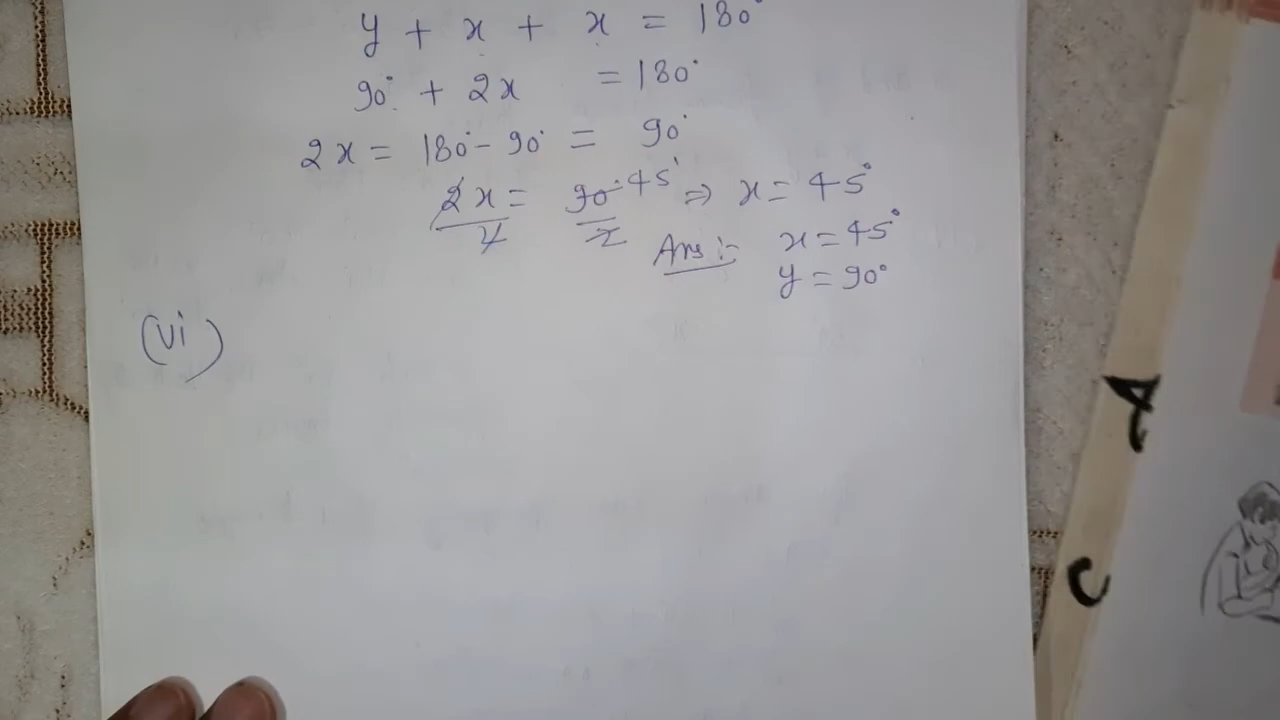 y + x + x = 180°
90° + 2x = 180°
2x = 180° - 90° = 90°
2x/2 = 90°/2 45° ⇒ x = 45°
Ans :- x = 45°
y = 90°
(vi)
A
C